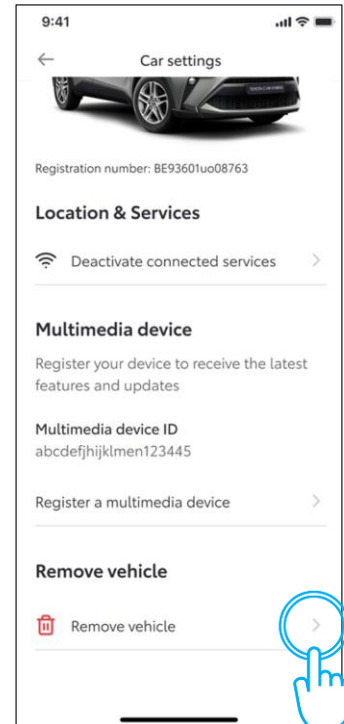 9:41
Car settings
Registration number: BE93601uo08763
Location & Services
Deactivate connected services
Multimedia device
Register your device to receive the latest
features and updates
Multimedia device ID
abcdefjhijklmen123445
Register a multimedia device
Remove vehicle
Remove vehicle